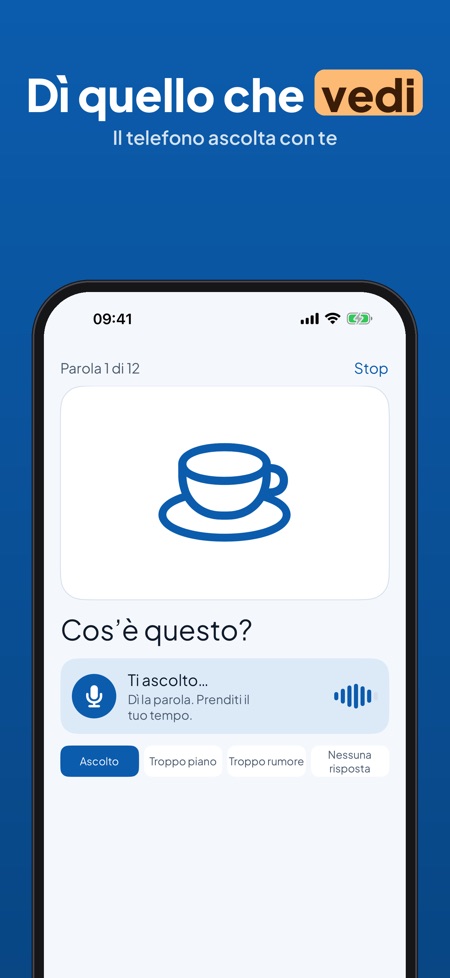 Dì quello che vedi
Il telefono ascolta con te
09:41
Parola 1 di 12
Stop
Cos’è questo?
Ti ascolto…
Dì la parola. Prenditi il
tuo tempo.
Ascolto
Troppo piano
Troppo rumore
Nessuna
risposta